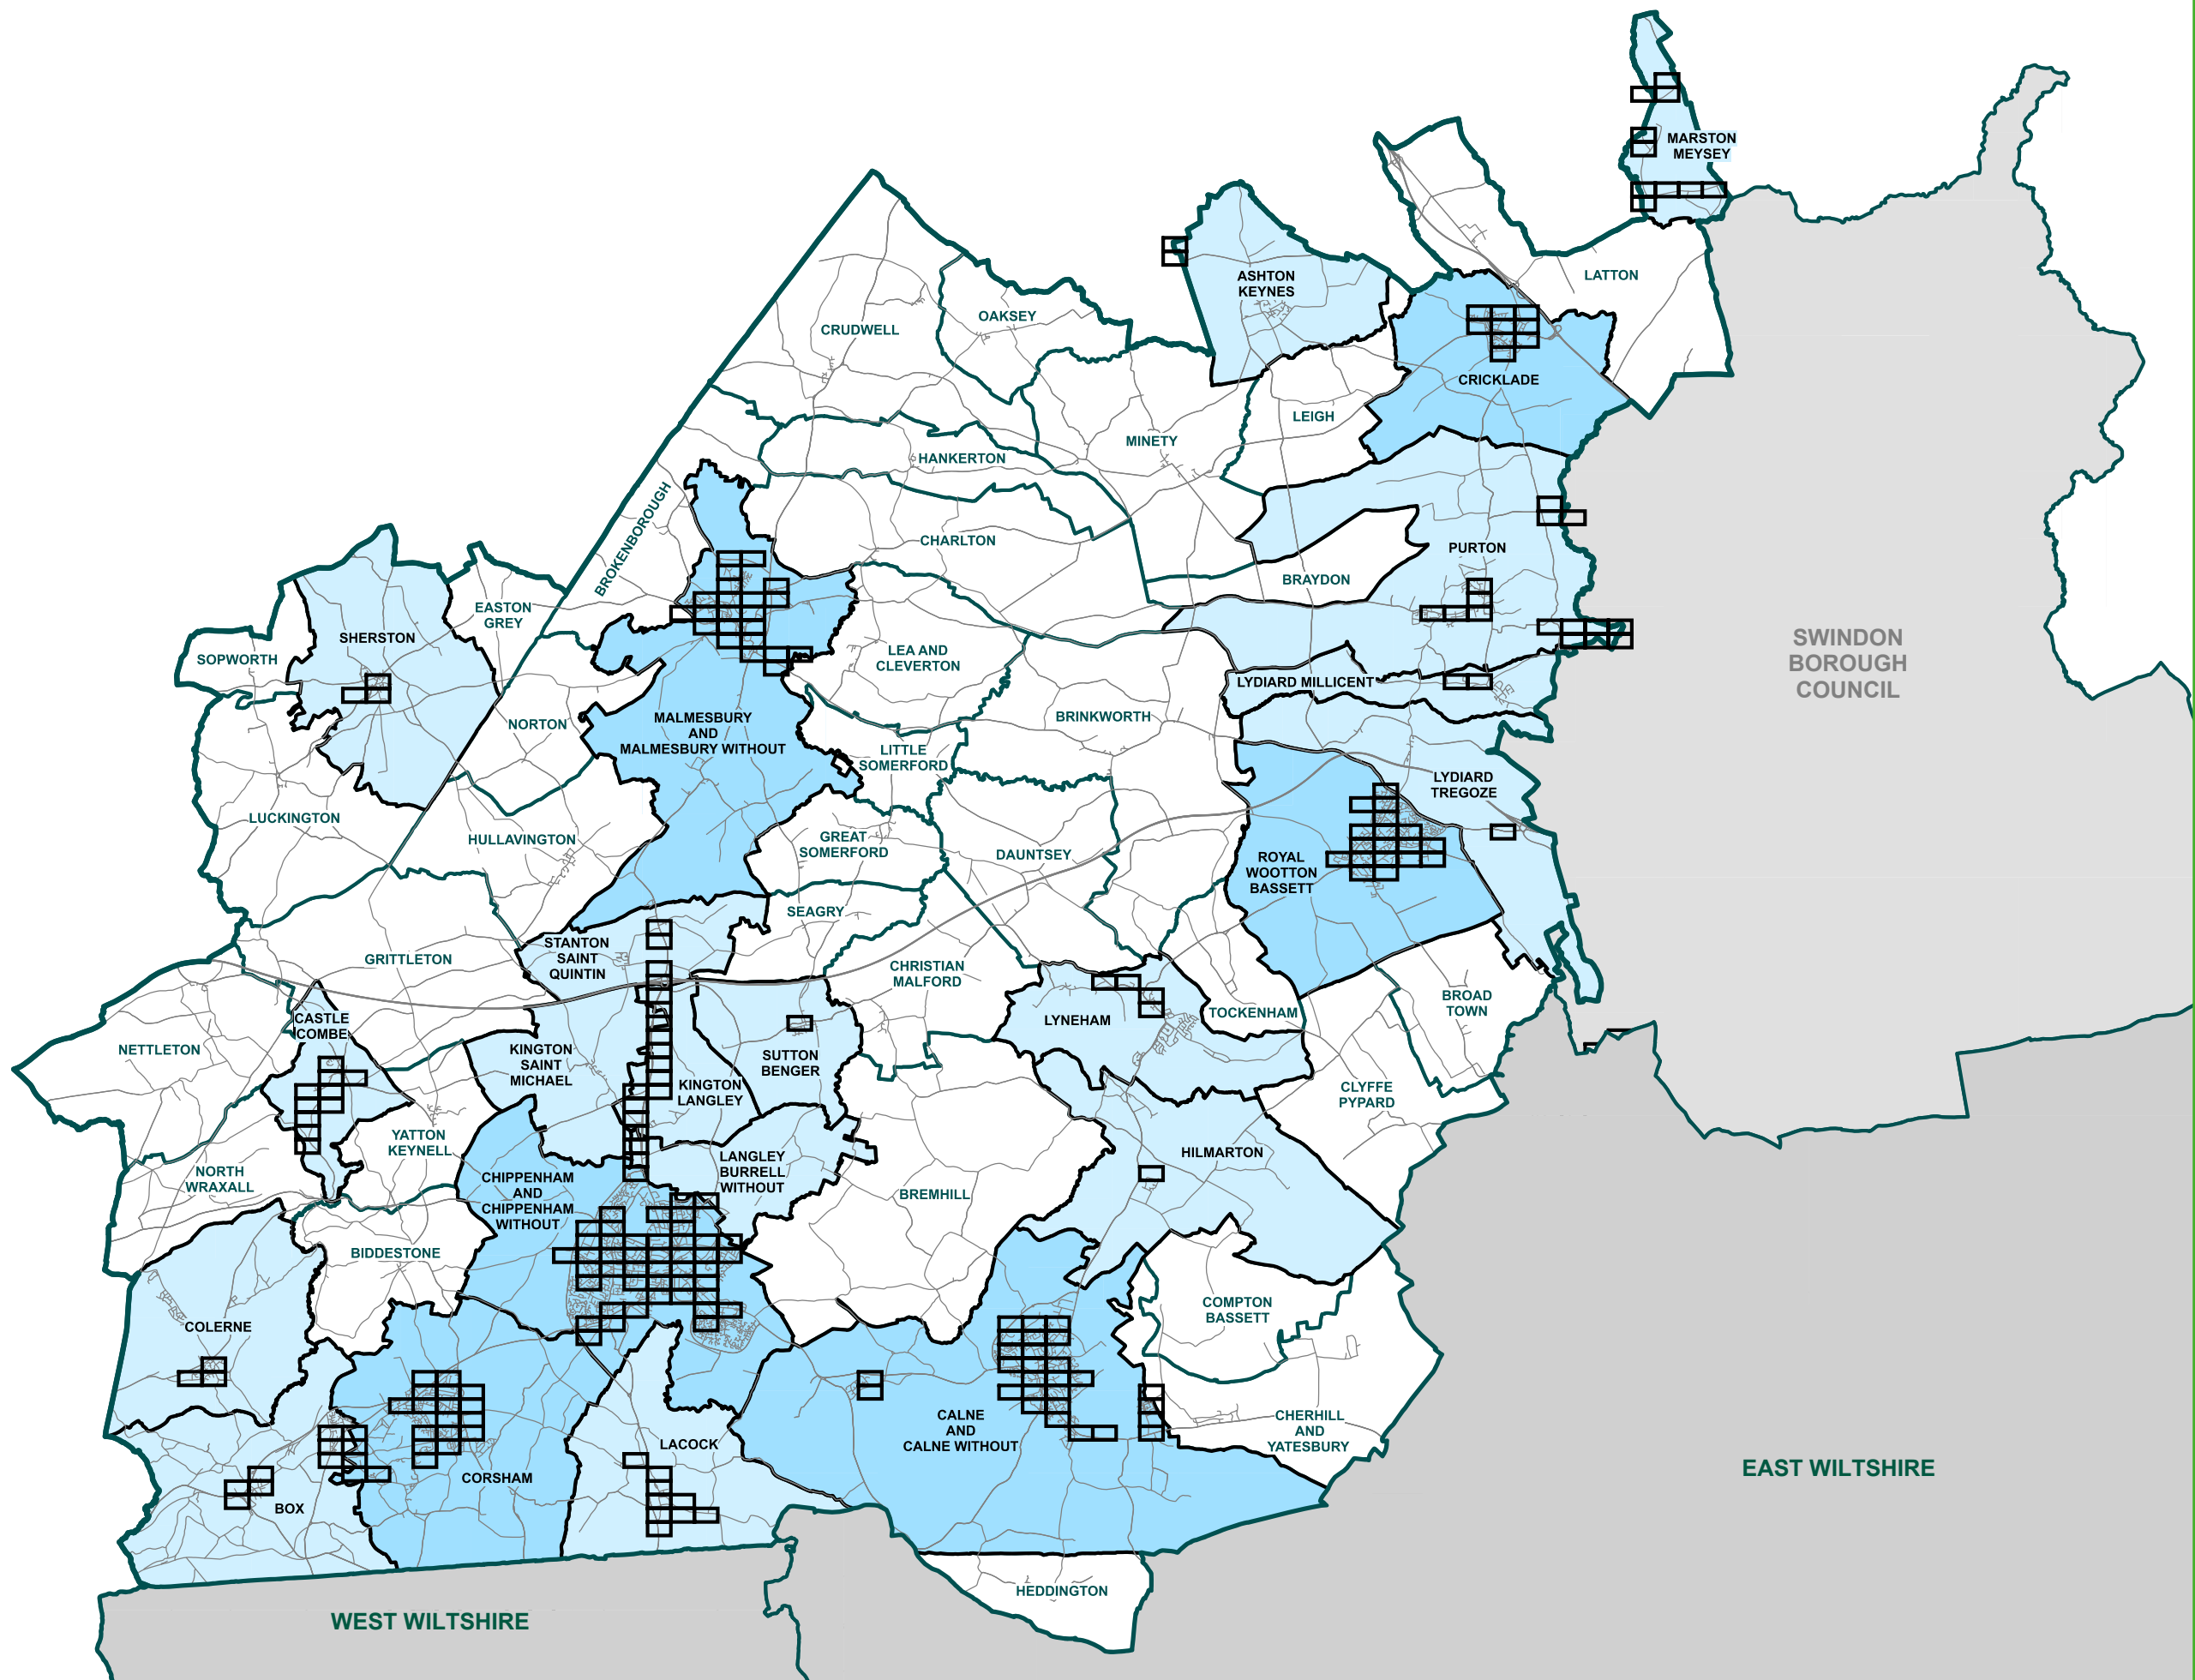 MARSTON
MEYSEY
ASHTON
KEYNES
LATTON
OAKSEY
CRUDWELL
CRICKLADE
LEIGH
MINETY
HANKERTON
BROKENBOROUGH
CHARLTON
PURTON
BRAYDON
EASTON
GREY
SHERSTON
SOPWORTH
LEA AND
CLEVERTON
SWINDON
BOROUGH
COUNCIL
LYDIARD MILLICENT
NORTON
MALMESBURY
AND
MALMESBURY WITHOUT
BRINKWORTH
LITTLE
SOMERFORD
LYDIARD
TREGOZE
LUCKINGTON
HULLAVINGTON
GREAT
SOMERFORD
DAUNTSEY
ROYAL
WOOTTON
BASSETT
SEAGRY
STANTON
SAINT
QUINTIN
GRITTLETON
CHRISTIAN
MALFORD
BROAD
TOWN
TOCKENHAM
LYNEHAM
CASTLE
COMBE
NETTLETON
KINGTON
SAINT
MICHAEL
SUTTON
BENGER
KINGTON
LANGLEY
CLYFFE
PYPARD
YATTON
KEYNELL
HILMARTON
LANGLEY
BURRELL
WITHOUT
NORTH
WRAXALL
CHIPPENHAM
AND
CHIPPENHAM
WITHOUT
BREMHILL
BIDDESTONE
COMPTON
BASSETT
COLERNE
CALNE
AND
CALNE WITHOUT
CHERHILL
AND
YATESBURY
LACOCK
CORSHAM
EAST WILTSHIRE
BOX
HEDDINGTON
WEST WILTSHIRE